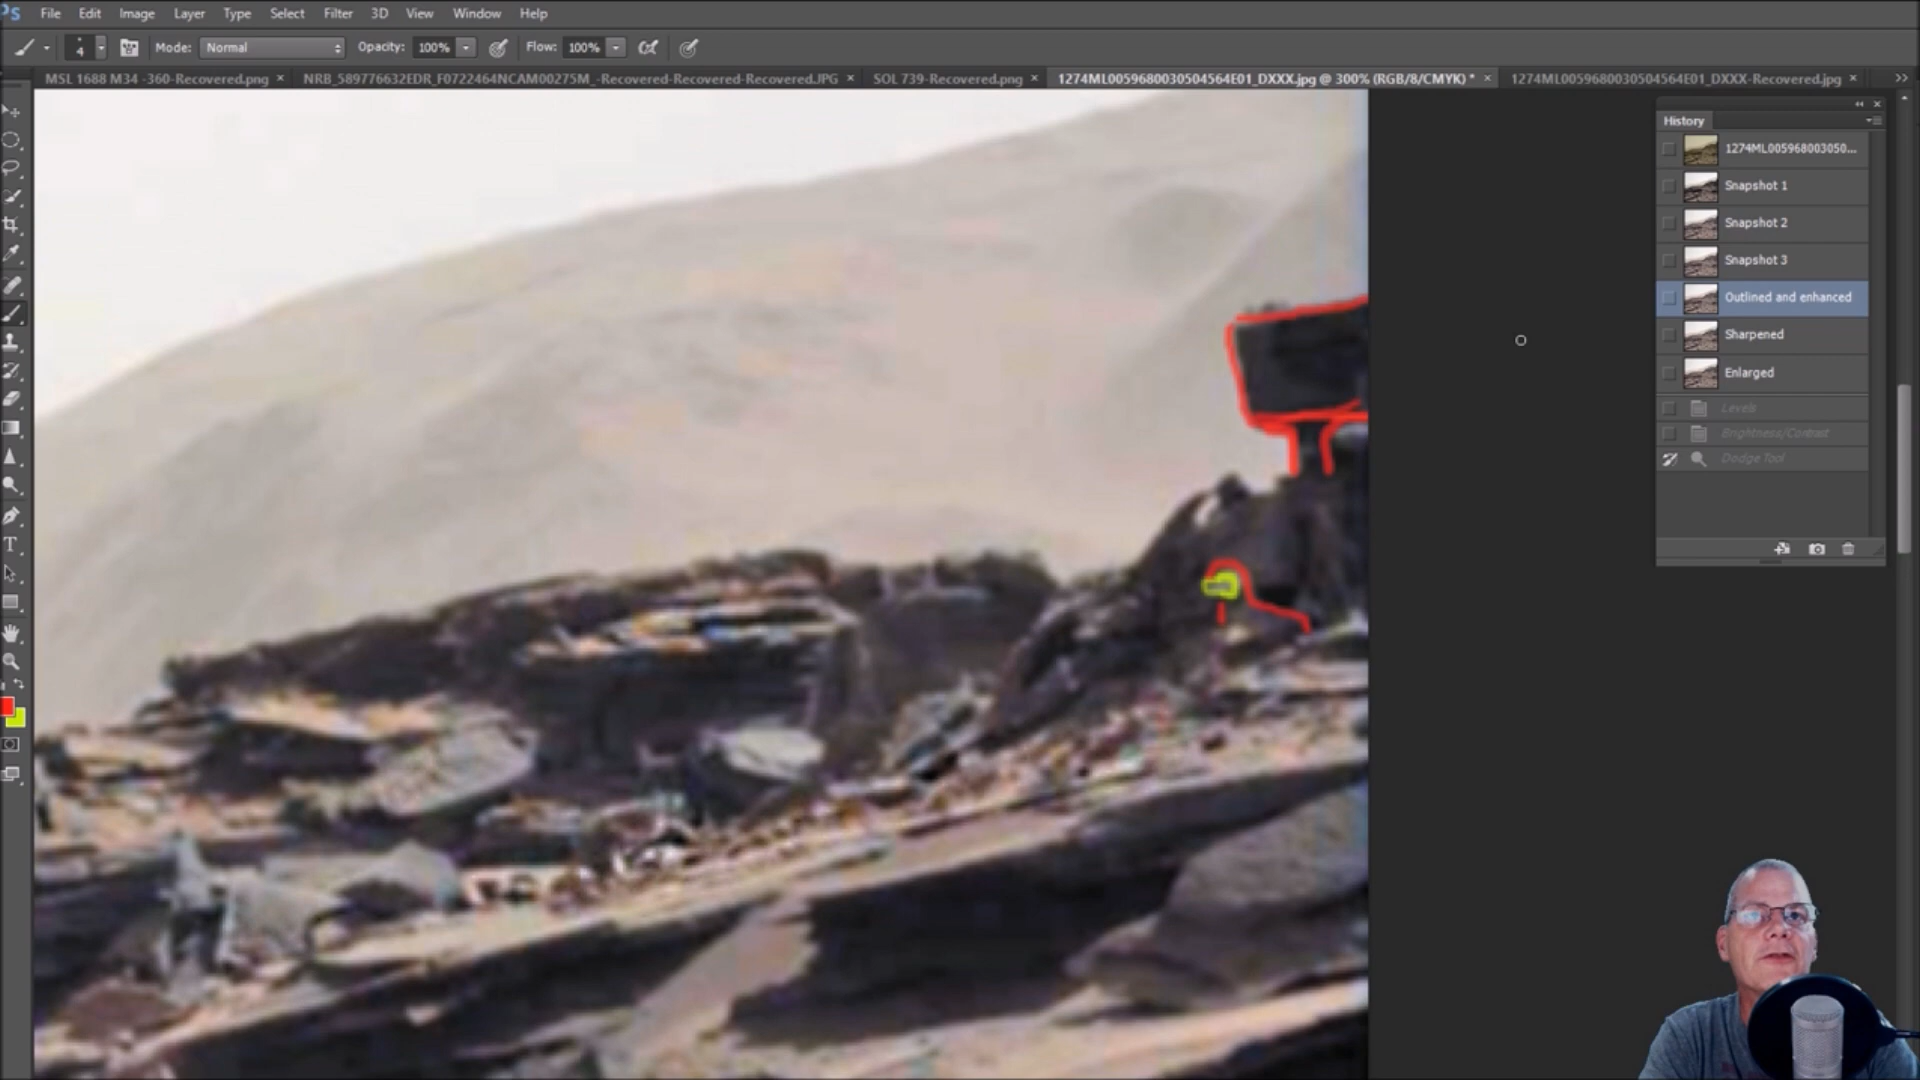 Ps File Edit Image Layer Type Select Filter 3D View Window Help
4 Mode: Normal Opacity: 100% Flow: 100%
MSL 1688 M34 -360-Recovered.png × NRB_589776632EDR_F0722464NCAM00275M_-Recovered-Recovered-Recovered.JPG × SOL 739-Recovered.png × 1274ML0059680030504564E01_DXXX.jpg @ 300% (RGB/8/CMYK) * × 1274ML0059680030504564E01_DXXX-Recovered.jpg ×
History
1274ML005968003050...
Snapshot 1
Snapshot 2
Snapshot 3
Outlined and enhanced
Sharpened
Enlarged
Levels
Brightness/Contrast
Dodge Tool
T